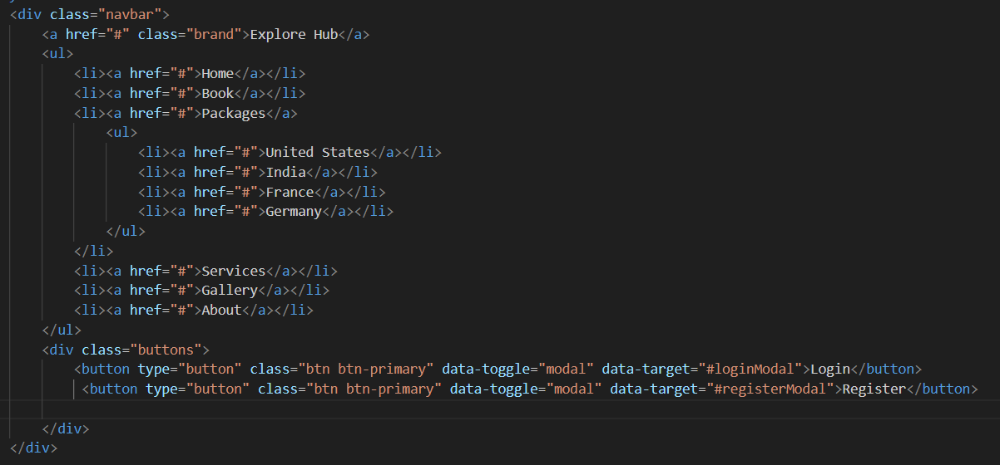 <div class="navbar">
    <a href="#" class="brand">Explore Hub</a>
    <ul>
        <li><a href="#">Home</a></li>
        <li><a href="#">Book</a></li>
        <li><a href="#">Packages</a>
            <ul>
                <li><a href="#">United States</a></li>
                <li><a href="#">India</a></li>
                <li><a href="#">France</a></li>
                <li><a href="#">Germany</a></li>
            </ul>
        </li>
        <li><a href="#">Services</a></li>
        <li><a href="#">Gallery</a></li>
        <li><a href="#">About</a></li>
    </ul>
    <div class="buttons">
        <button type="button" class="btn btn-primary" data-toggle="modal" data-target="#loginModal">Login</button>
         <button type="button" class="btn btn-primary" data-toggle="modal" data-target="#registerModal">Register</button>
    </div>
</div>